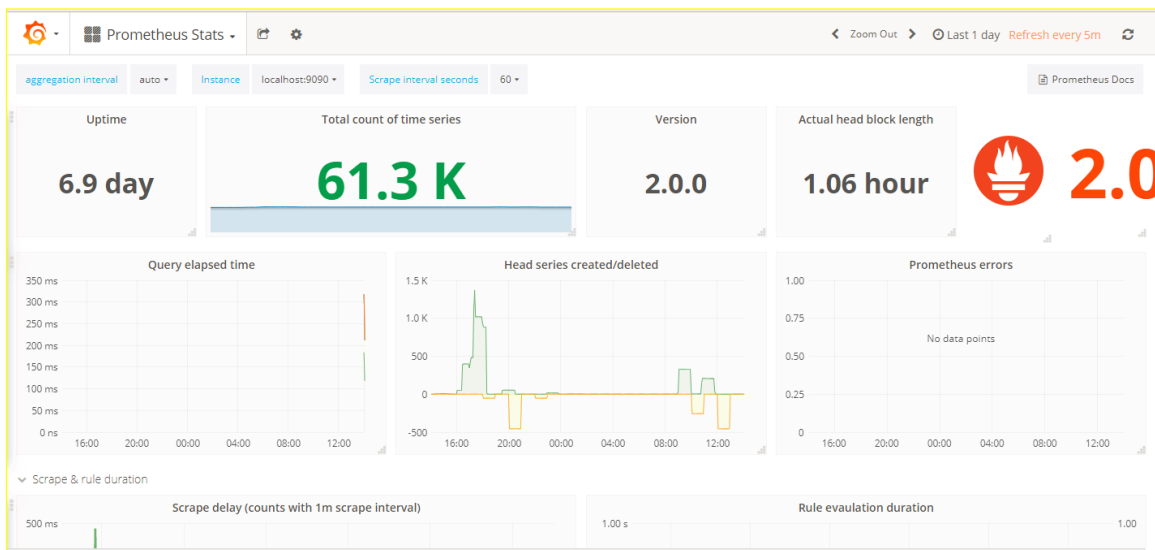 Prometheus Stats
Zoom Out
Last 1 day Refresh every 5m
aggregation interval auto Instance localhost:9090 Scrape interval seconds 60 Prometheus Docs
Uptime
6.9 day
Total count of time series
61.3 K
Version
2.0.0
Actual head block length
1.06 hour
2.0
Query elapsed time
350 ms
300 ms
250 ms
200 ms
150 ms
100 ms
50 ms
0 ns
16:00 20:00 00:00 04:00 08:00 12:00
Head series created/deleted
1.5 K
1.0 K
500
0
-500
16:00 20:00 00:00 04:00 08:00 12:00
Prometheus errors
1.00
0.75
No data points
0.50
0.25
0
16:00 20:00 00:00 04:00 08:00 12:00
Scrape & rule duration
Scrape delay (counts with 1m scrape interval)
500 ms
Rule evaulation duration
1.00 s 1.00